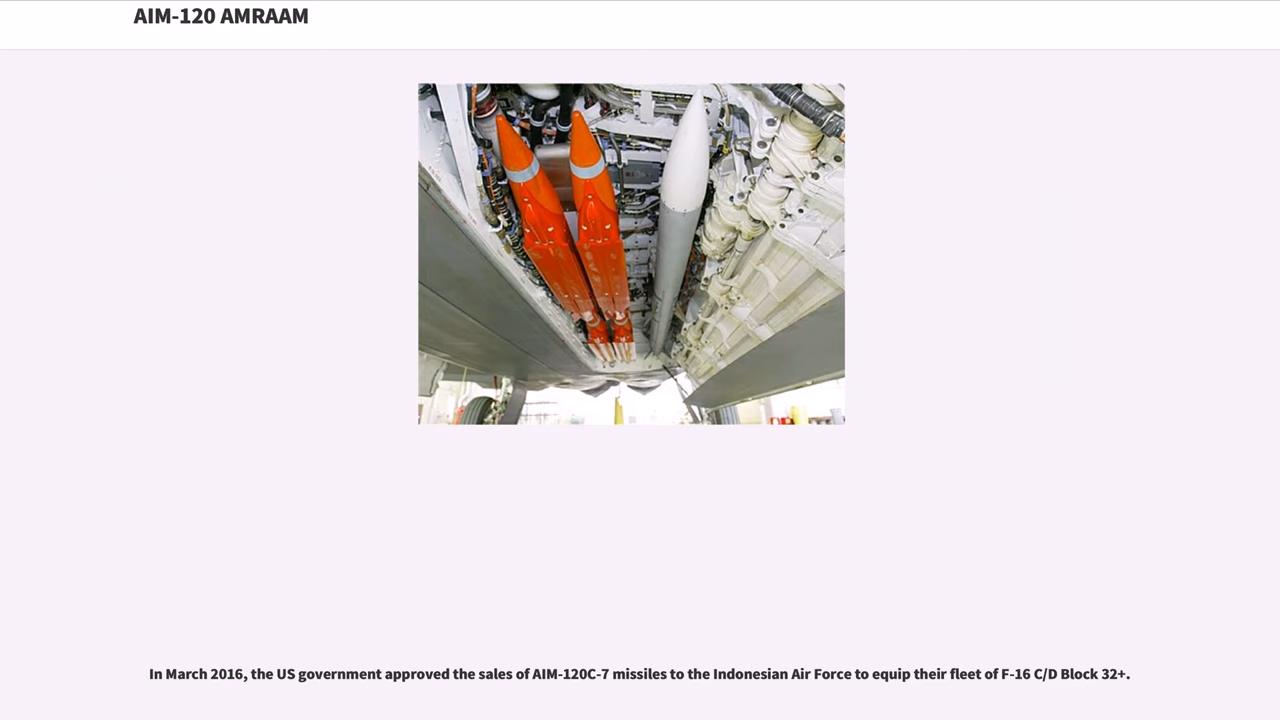 AIM-120 AMRAAM
In March 2016, the US government approved the sales of AIM-120C-7 missiles to the Indonesian Air Force to equip their fleet of F-16 C/D Block 32+.